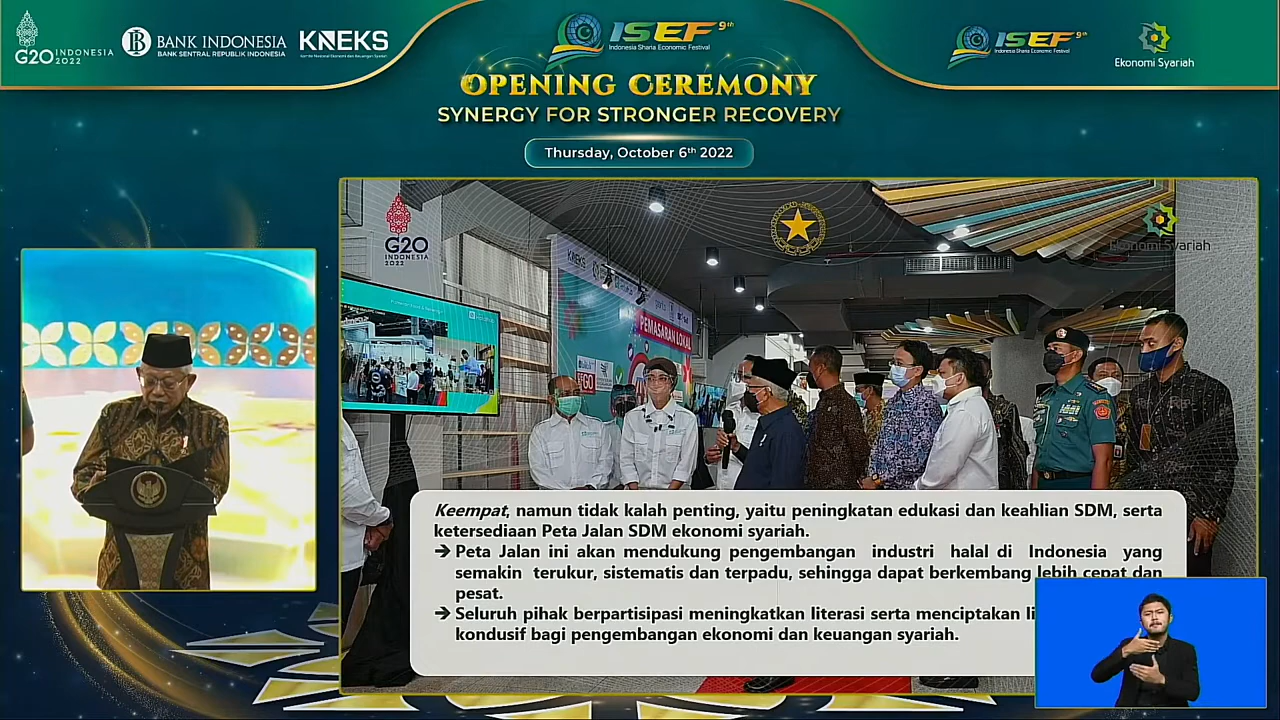 G20 INDONESIA
2022
BANK INDONESIA
BANK SENTRAL REPUBLIK INDONESIA
KNEKS
ISEF 9th
Indonesia Sharia Economic Festival
ISEF 9th
Indonesia Sharia Economic Festival
Ekonomi Syariah
OPENING CEREMONY
SYNERGY FOR STRONGER RECOVERY
Thursday, October 6th 2022
G20
INDONESIA
2022
Ekonomi Syariah
KNEKS
PEMASARAN LOKAL
Keempat, namun tidak kalah penting, yaitu peningkatan edukasi dan keahlian SDM, serta
ketersediaan Peta Jalan SDM ekonomi syariah.
➔ Peta Jalan ini akan mendukung pengembangan industri halal di Indonesia yang
semakin terukur, sistematis dan terpadu, sehingga dapat berkembang lebih cepat dan
pesat.
➔ Seluruh pihak berpartisipasi meningkatkan literasi serta menciptakan
kondusif bagi pengembangan ekonomi dan keuangan syariah.